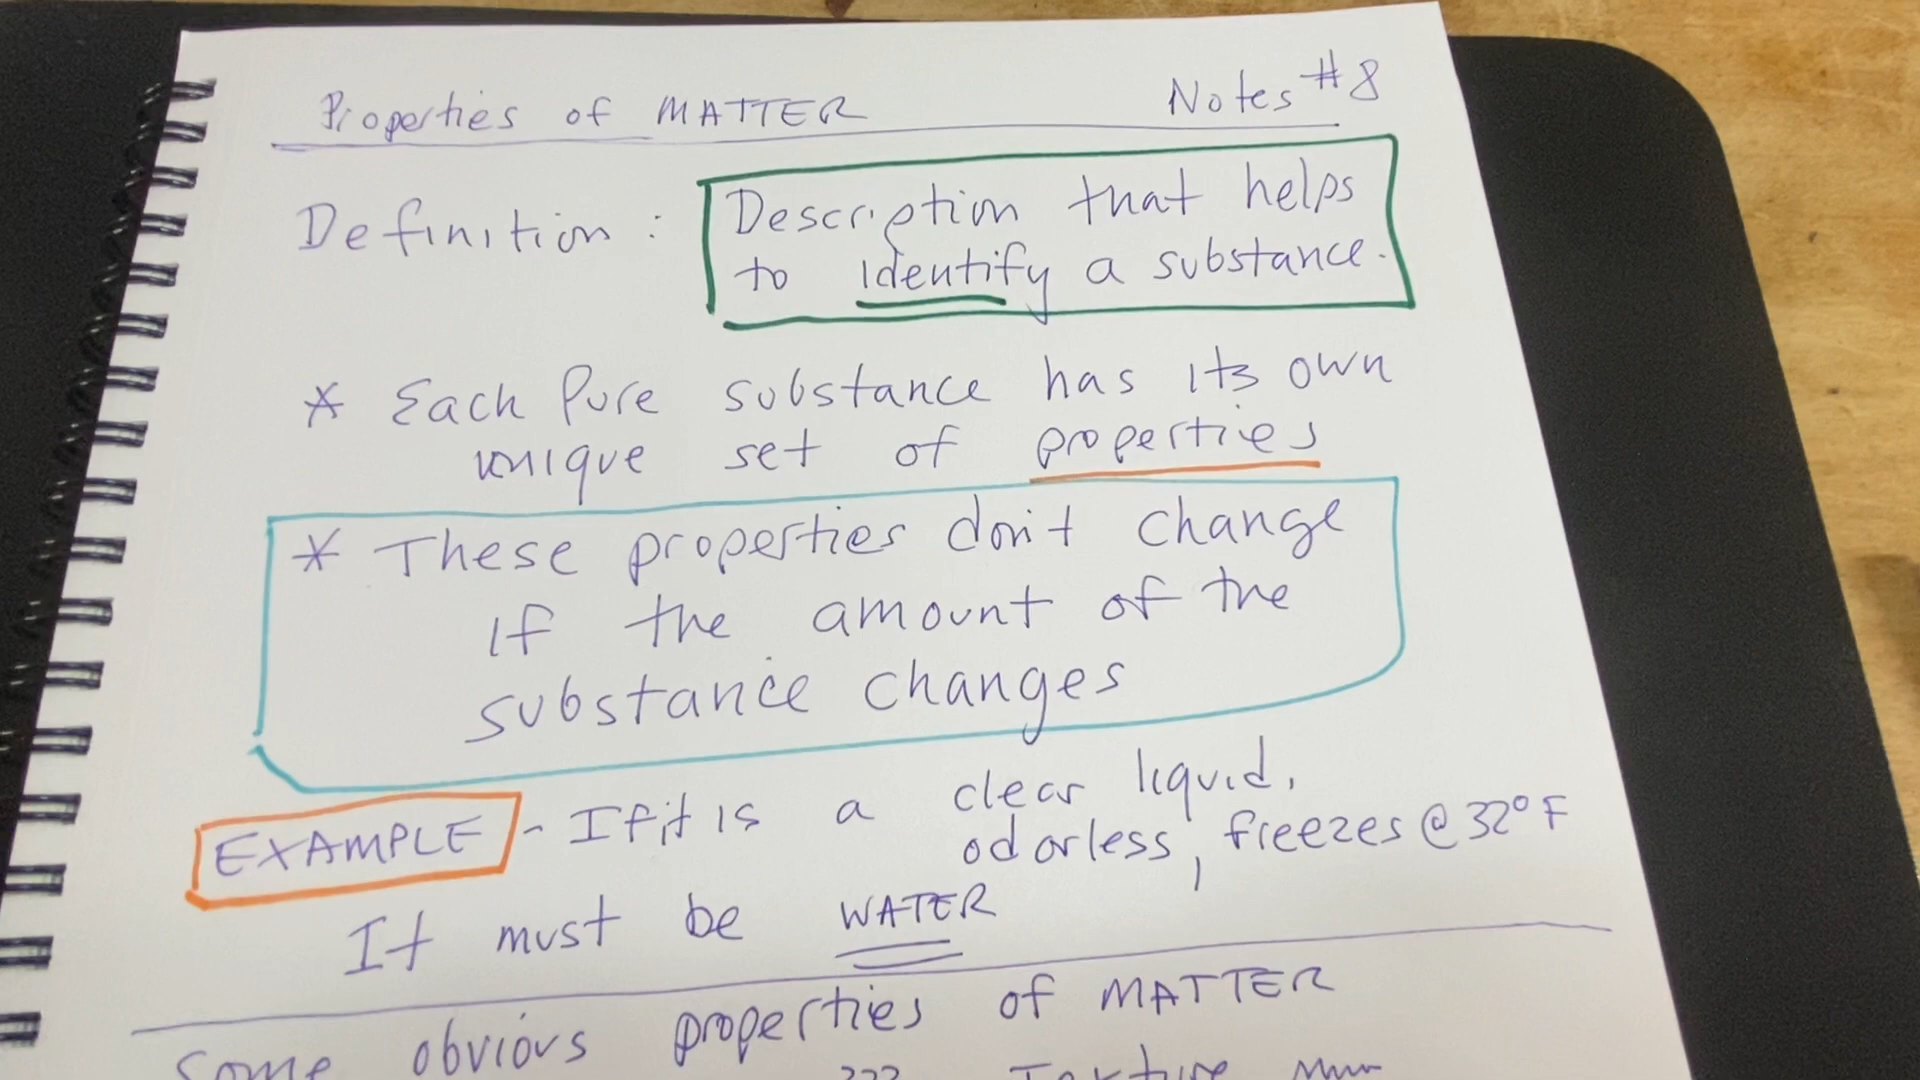 Properties of MATTER Notes #8
Definition: Description that helps
to identify a substance.
* Each Pure substance has its own
unique set of properties
* These properties don't change
If the amount of the
substance changes
EXAMPLE - If it is a clear liquid,
odorless, freezes @ 32°F
It must be WATER
Some obvious properties of MATTER
??? Texture